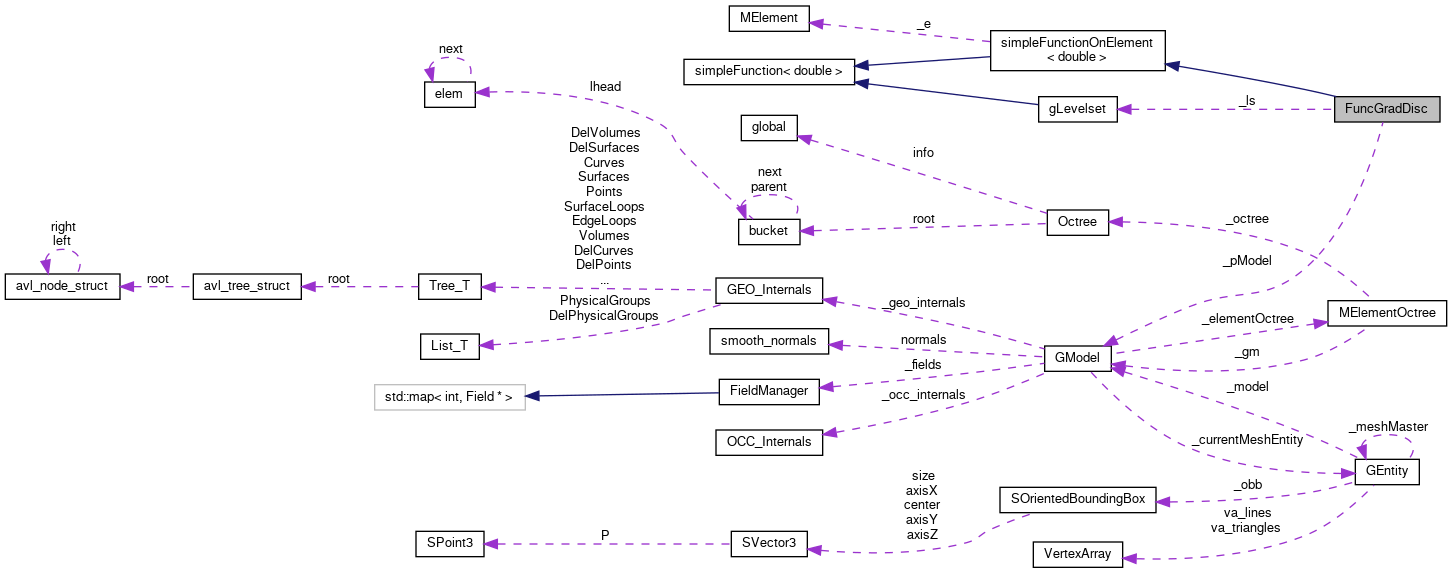 MElement
_e
simpleFunctionOnElement
< double >
next
simpleFunction< double >
elem
lhead
gLevelset
_ls
FuncGradDisc
global
info
DelVolumes
DelSurfaces
Curves
Surfaces
Points
SurfaceLoops
EdgeLoops
Volumes
DelCurves
DelPoints
...
next
parent
bucket
root
Octree
_octree
right
left
_pModel
avl_node_struct
root
avl_tree_struct
root
Tree_T
GEO_Internals
_geo_internals
PhysicalGroups
DelPhysicalGroups
List_T
smooth_normals
normals
_elementOctree
MElementOctree
_gm
GModel
_fields
std::map< int, Field * >
FieldManager
_model
_occ_internals
OCC_Internals
_currentMeshEntity
_meshMaster
GEntity
size
axisX
center
axisY
axisZ
SOrientedBoundingBox
_obb
va_lines
va_triangles
SPoint3
P
SVector3
VertexArray